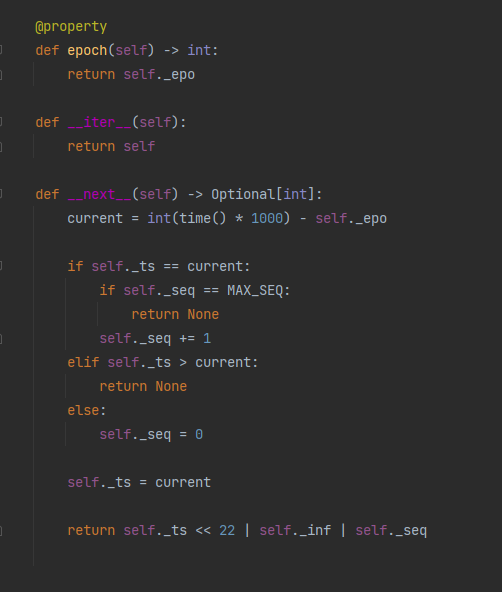 @property
def epoch(self) -> int:
    return self._epo

def __iter__(self):
    return self

def __next__(self) -> Optional[int]:
    current = int(time() * 1000) - self._epo

    if self._ts == current:
        if self._seq == MAX_SEQ:
            return None
        self._seq += 1
    elif self._ts > current:
        return None
    else:
        self._seq = 0

    self._ts = current

    return self._ts << 22 | self._inf | self._seq